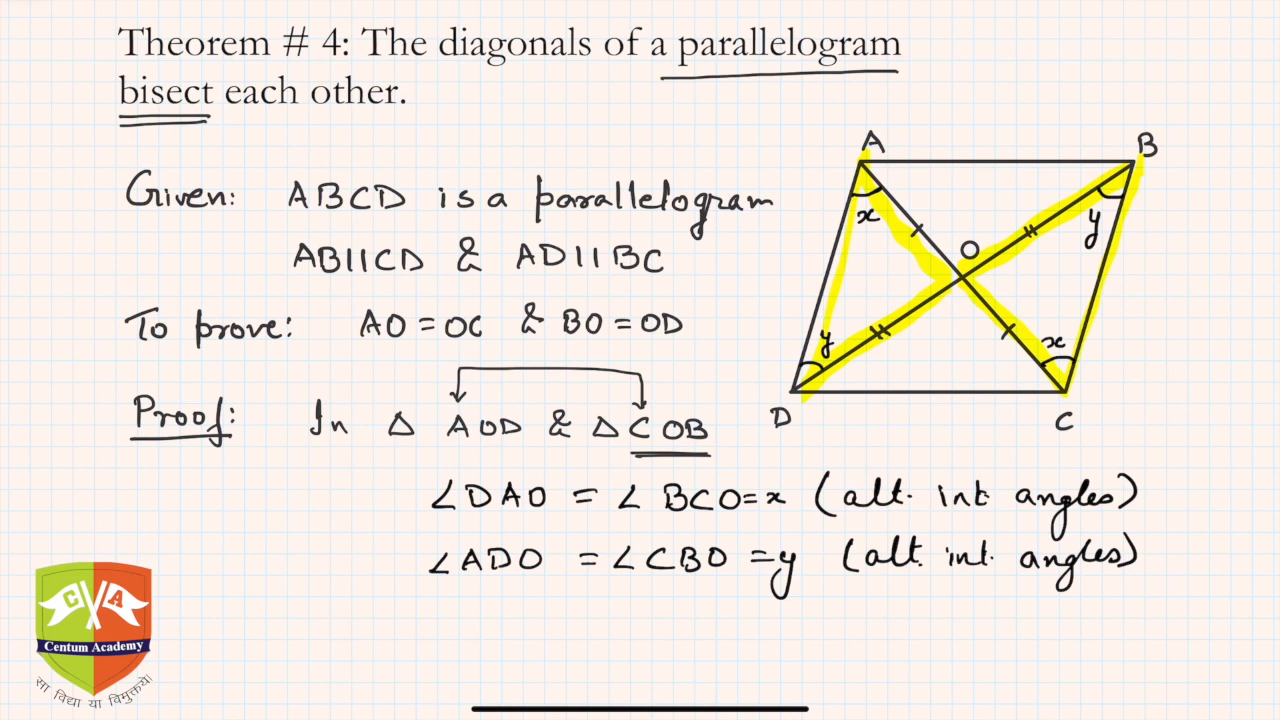 Theorem # 4: The diagonals of a parallelogram
bisect each other.
Given: ABCD is a parallelogram
AB||CD & AD||BC
To prove: AO = OC & BO = OD
Proof: In △ AOD & △ COB
∠DAO = ∠BCO = x (alt. int. angles)
∠ADO = ∠CBO = y (alt. int. angles)
A
B
x
y
O
y
x
D
C
C A
Centum Academy
सा विद्या या विमुक्तये।